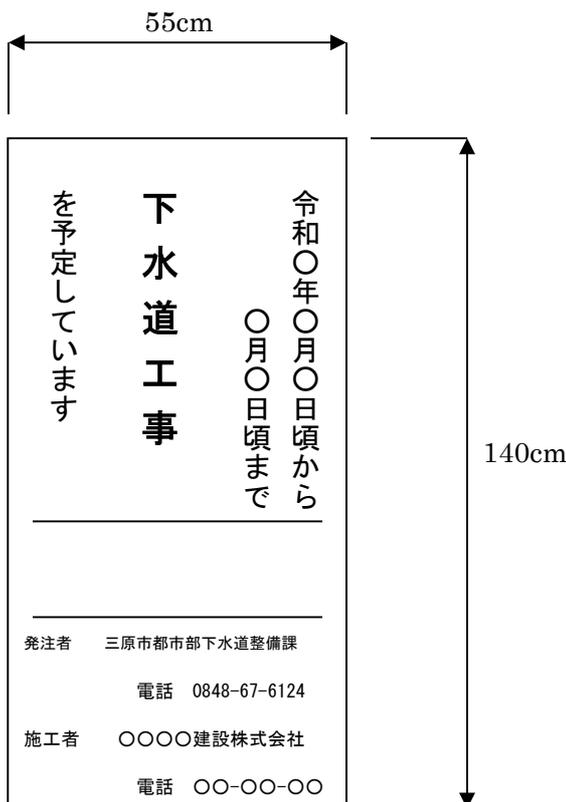 55cm
令和〇年〇月〇日頃から
〇月〇日頃まで
下水道工事
を予定しています
140cm
発注者 三原市都市部下水道整備課
電話 0848-67-6124
施工者 〇〇〇〇建設株式会社
電話 〇〇-〇〇-〇〇